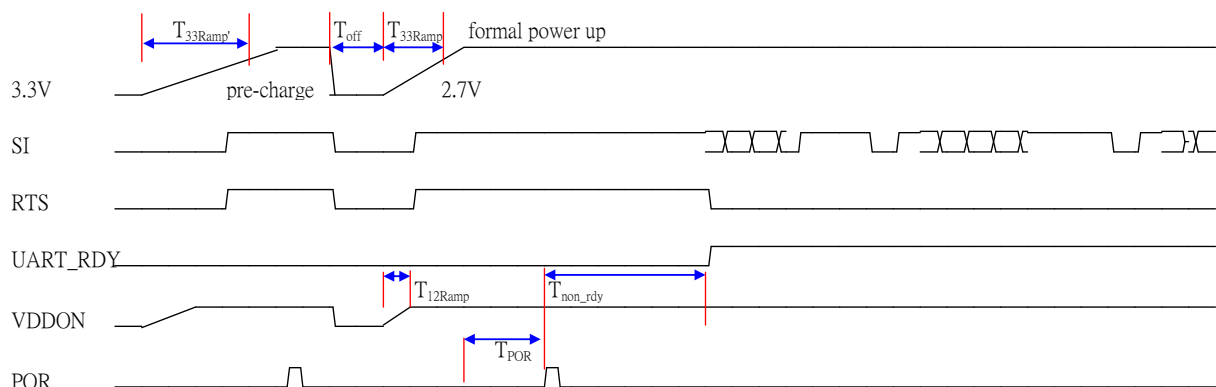 T33Ramp' Toff T33Ramp formal power up
3.3V pre-charge 2.7V
SI
RTS
UART_RDY
T12Ramp Tnon_rdy
VDDON
TPOR
POR